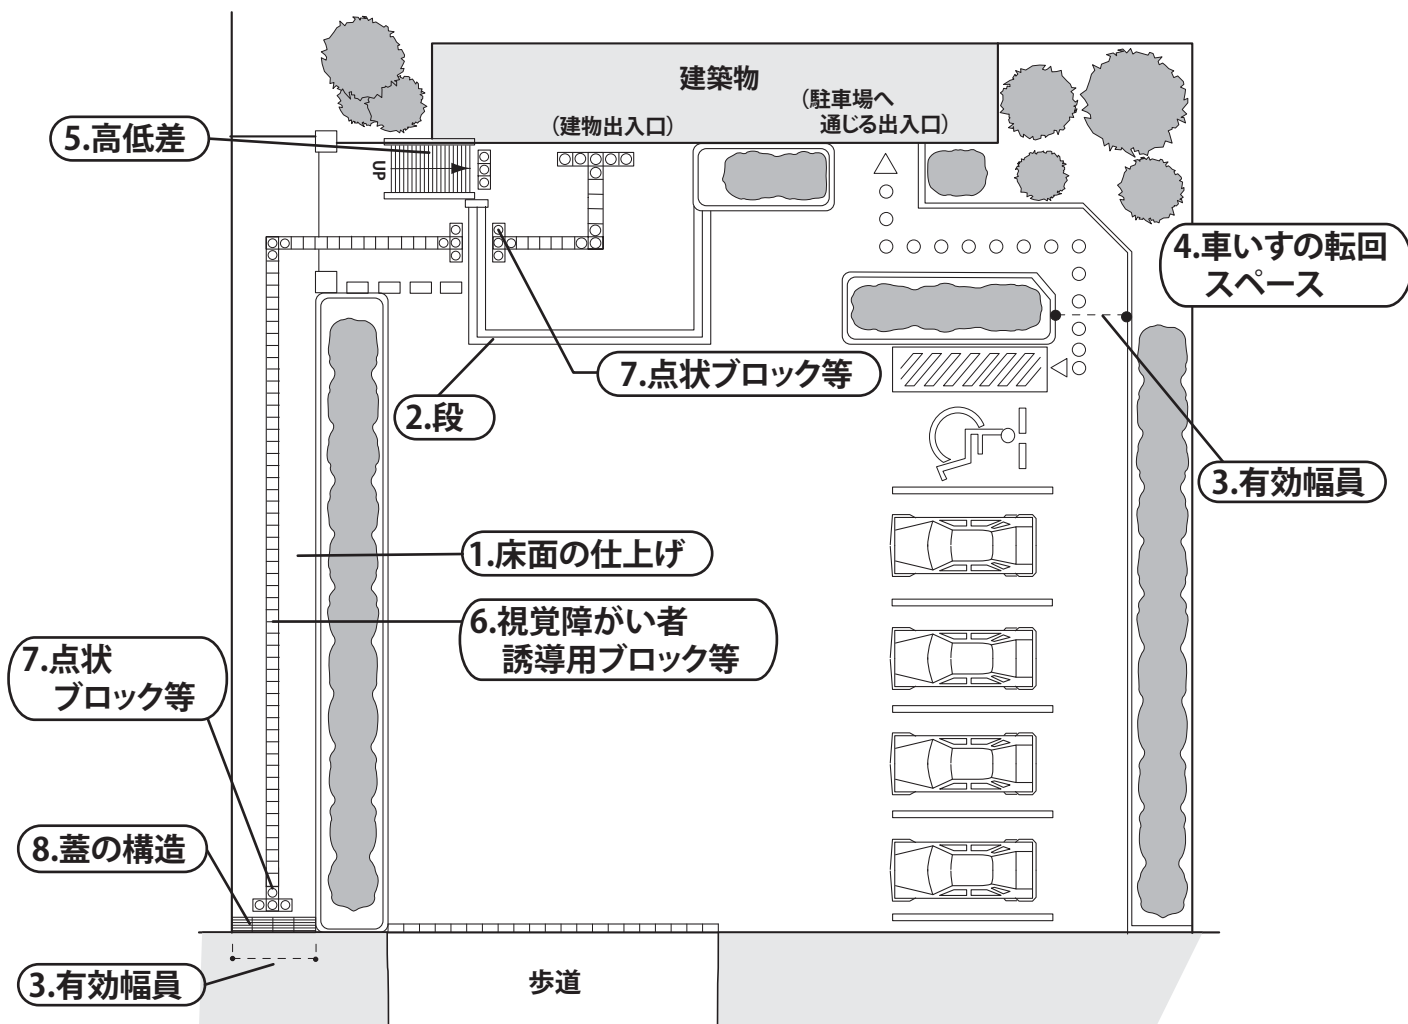 建築物
(駐車場へ
通じる出入口)
(建物出入口)
5.高低差
UP
4.車いすの転回
スペース
7.点状ブロック等
2.段
3.有効幅員
1.床面の仕上げ
6.視覚障がい者
誘導用ブロック等
7.点状
ブロック等
8.蓋の構造
3.有効幅員
歩道